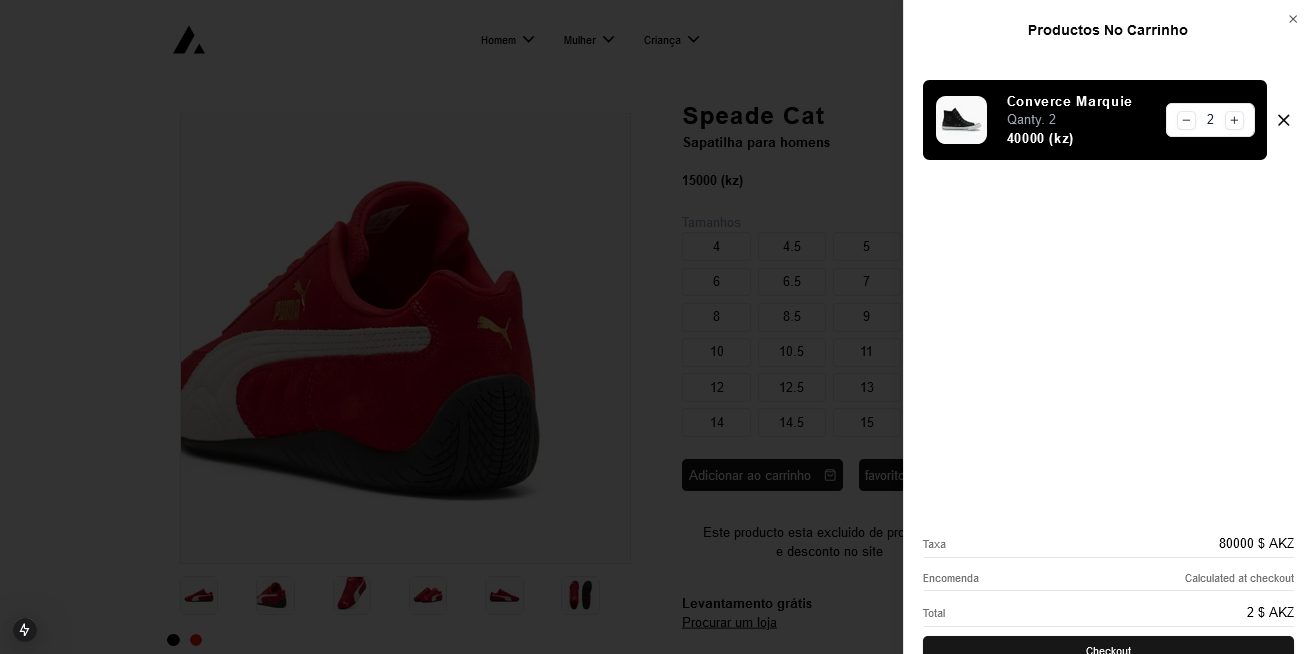 Homem
Mulher
Criança
Speade Cat
Sapatilha para homens
15000 (kz)
Tamanhos
4 4.5 5
6 6.5 7
8 8.5 9
10 10.5 11
12 12.5 13
14 14.5 15
Adicionar ao carrinho
favorito
Este producto esta excluido de pro
e desconto no site
Levantamento grátis
Procurar um loja
Productos No Carrinho
Converce Marquie
Qanty. 2
40000 (kz)
2
Taxa 80000 $ AKZ
Encomenda Calculated at checkout
Total 2 $ AKZ
Checkout